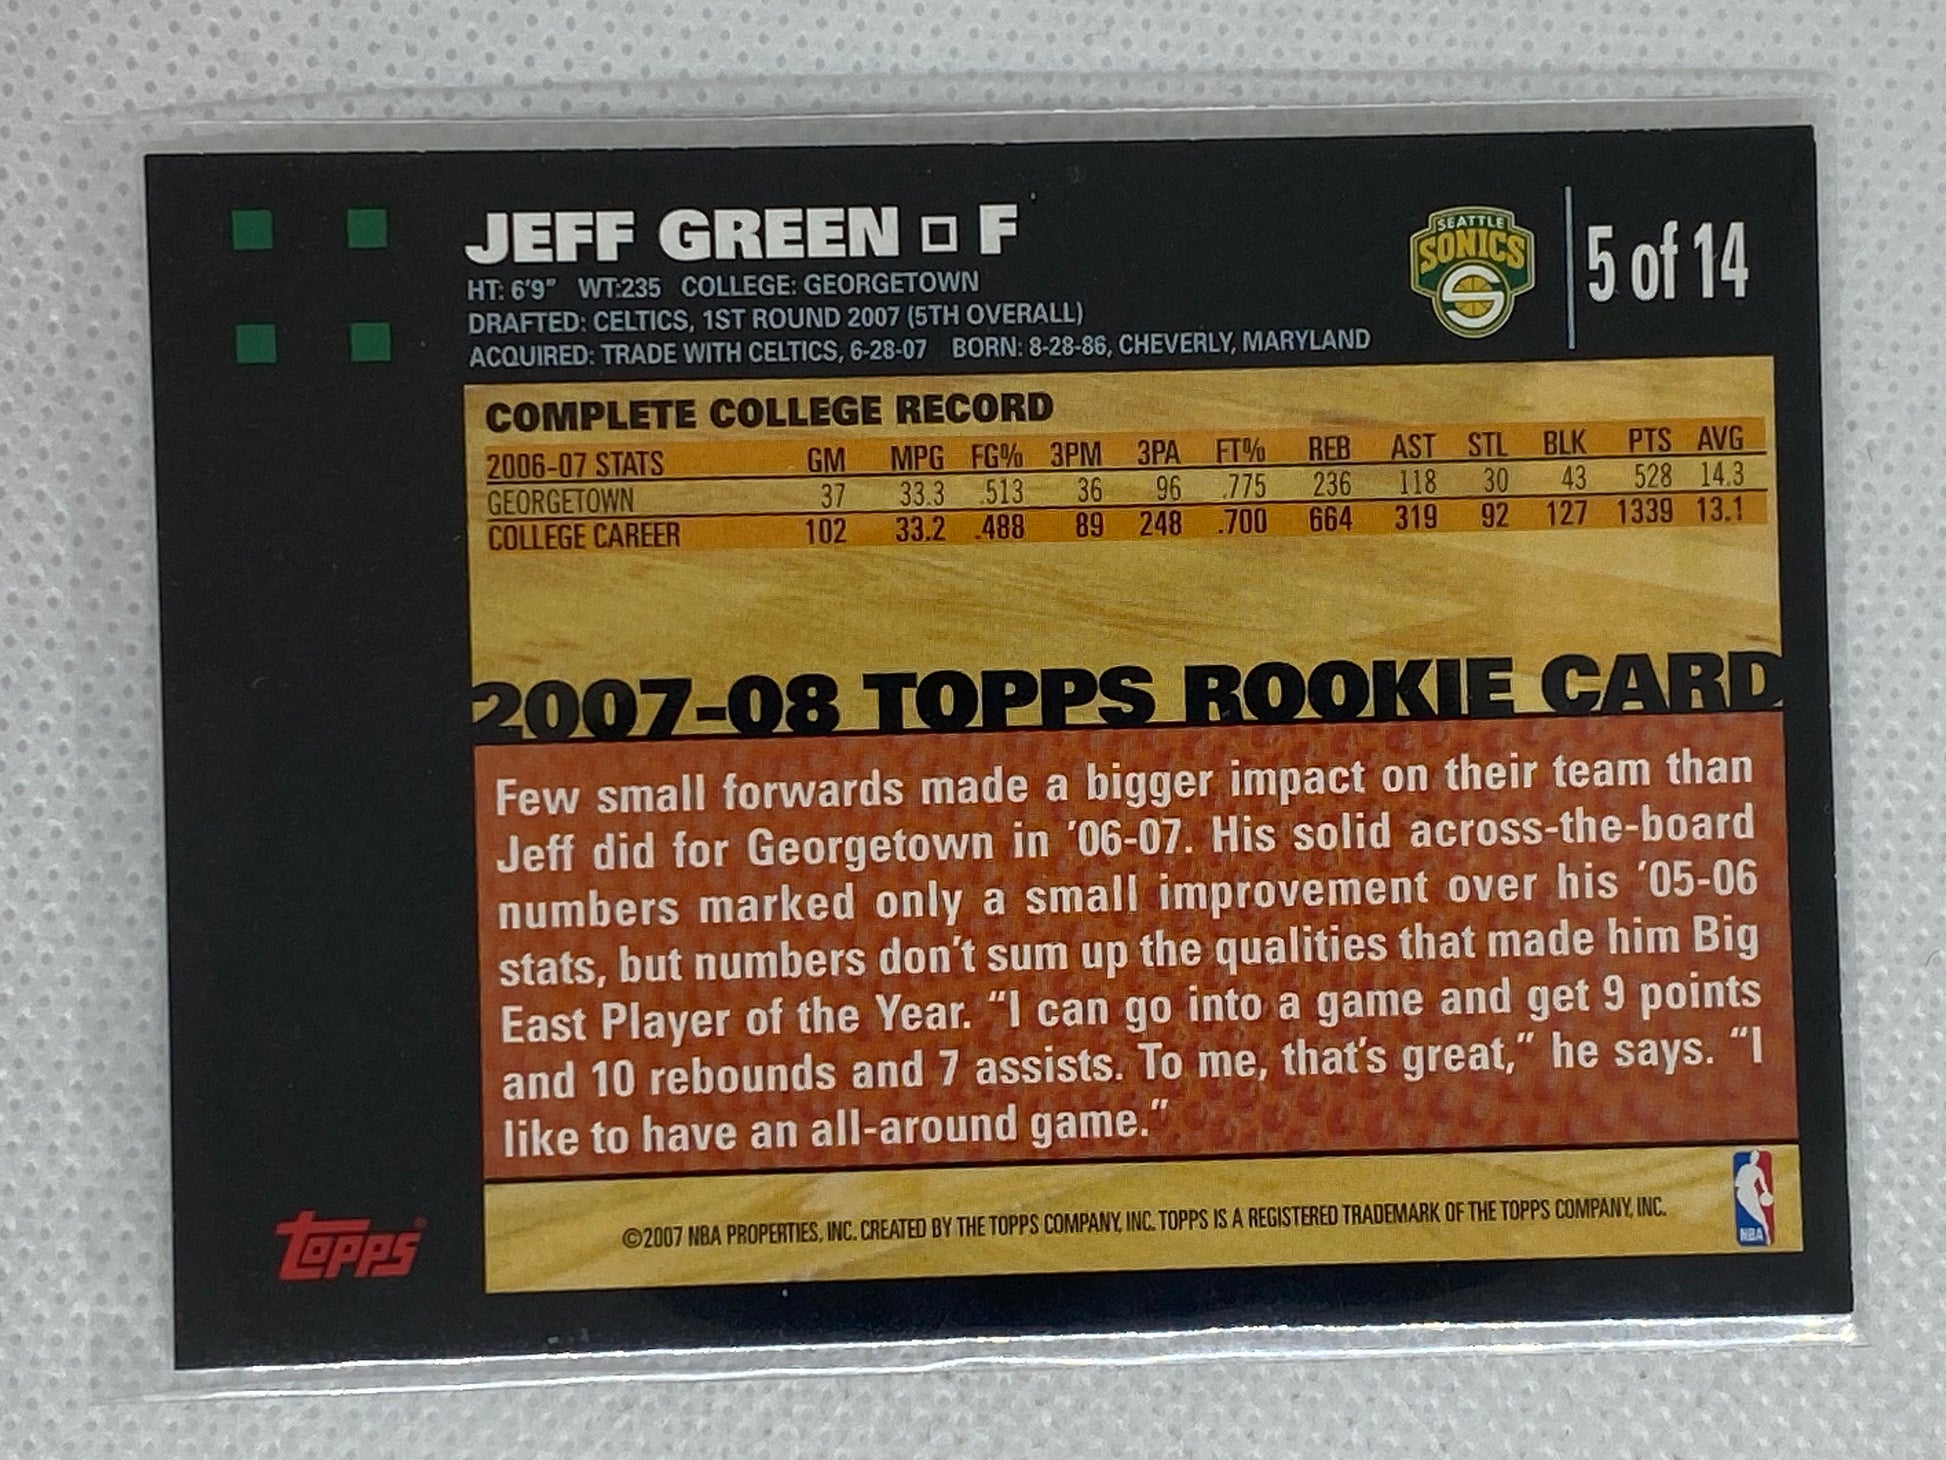 JEFF GREEN □ F
HT: 6'9" WT:235 COLLEGE: GEORGETOWN
DRAFTED: CELTICS, 1ST ROUND 2007 (5TH OVERALL)
ACQUIRED: TRADE WITH CELTICS, 6-28-07 BORN: 8-28-86, CHEVERLY, MARYLAND
SEATTLE
SONICS
5 of 14
COMPLETE COLLEGE RECORD
2006-07 STATS GM MPG FG% 3PM 3PA FT% REB AST STL BLK PTS AVG
GEORGETOWN 37 33.3 .513 36 96 .775 236 118 30 43 528 14.3
COLLEGE CAREER 102 33.2 .488 89 248 .700 664 319 92 127 1339 13.1
2007-08 TOPPS ROOKIE CARD
Few small forwards made a bigger impact on their team than
Jeff did for Georgetown in '06-07. His solid across-the-board
numbers marked only a small improvement over his '05-06
stats, but numbers don't sum up the qualities that made him Big
East Player of the Year. "I can go into a game and get 9 points
and 10 rebounds and 7 assists. To me, that's great," he says. "I
like to have an all-around game."
TOPPS®
©2007 NBA PROPERTIES, INC. CREATED BY THE TOPPS COMPANY, INC. TOPPS IS A REGISTERED TRADEMARK OF THE TOPPS COMPANY, INC.
NBA